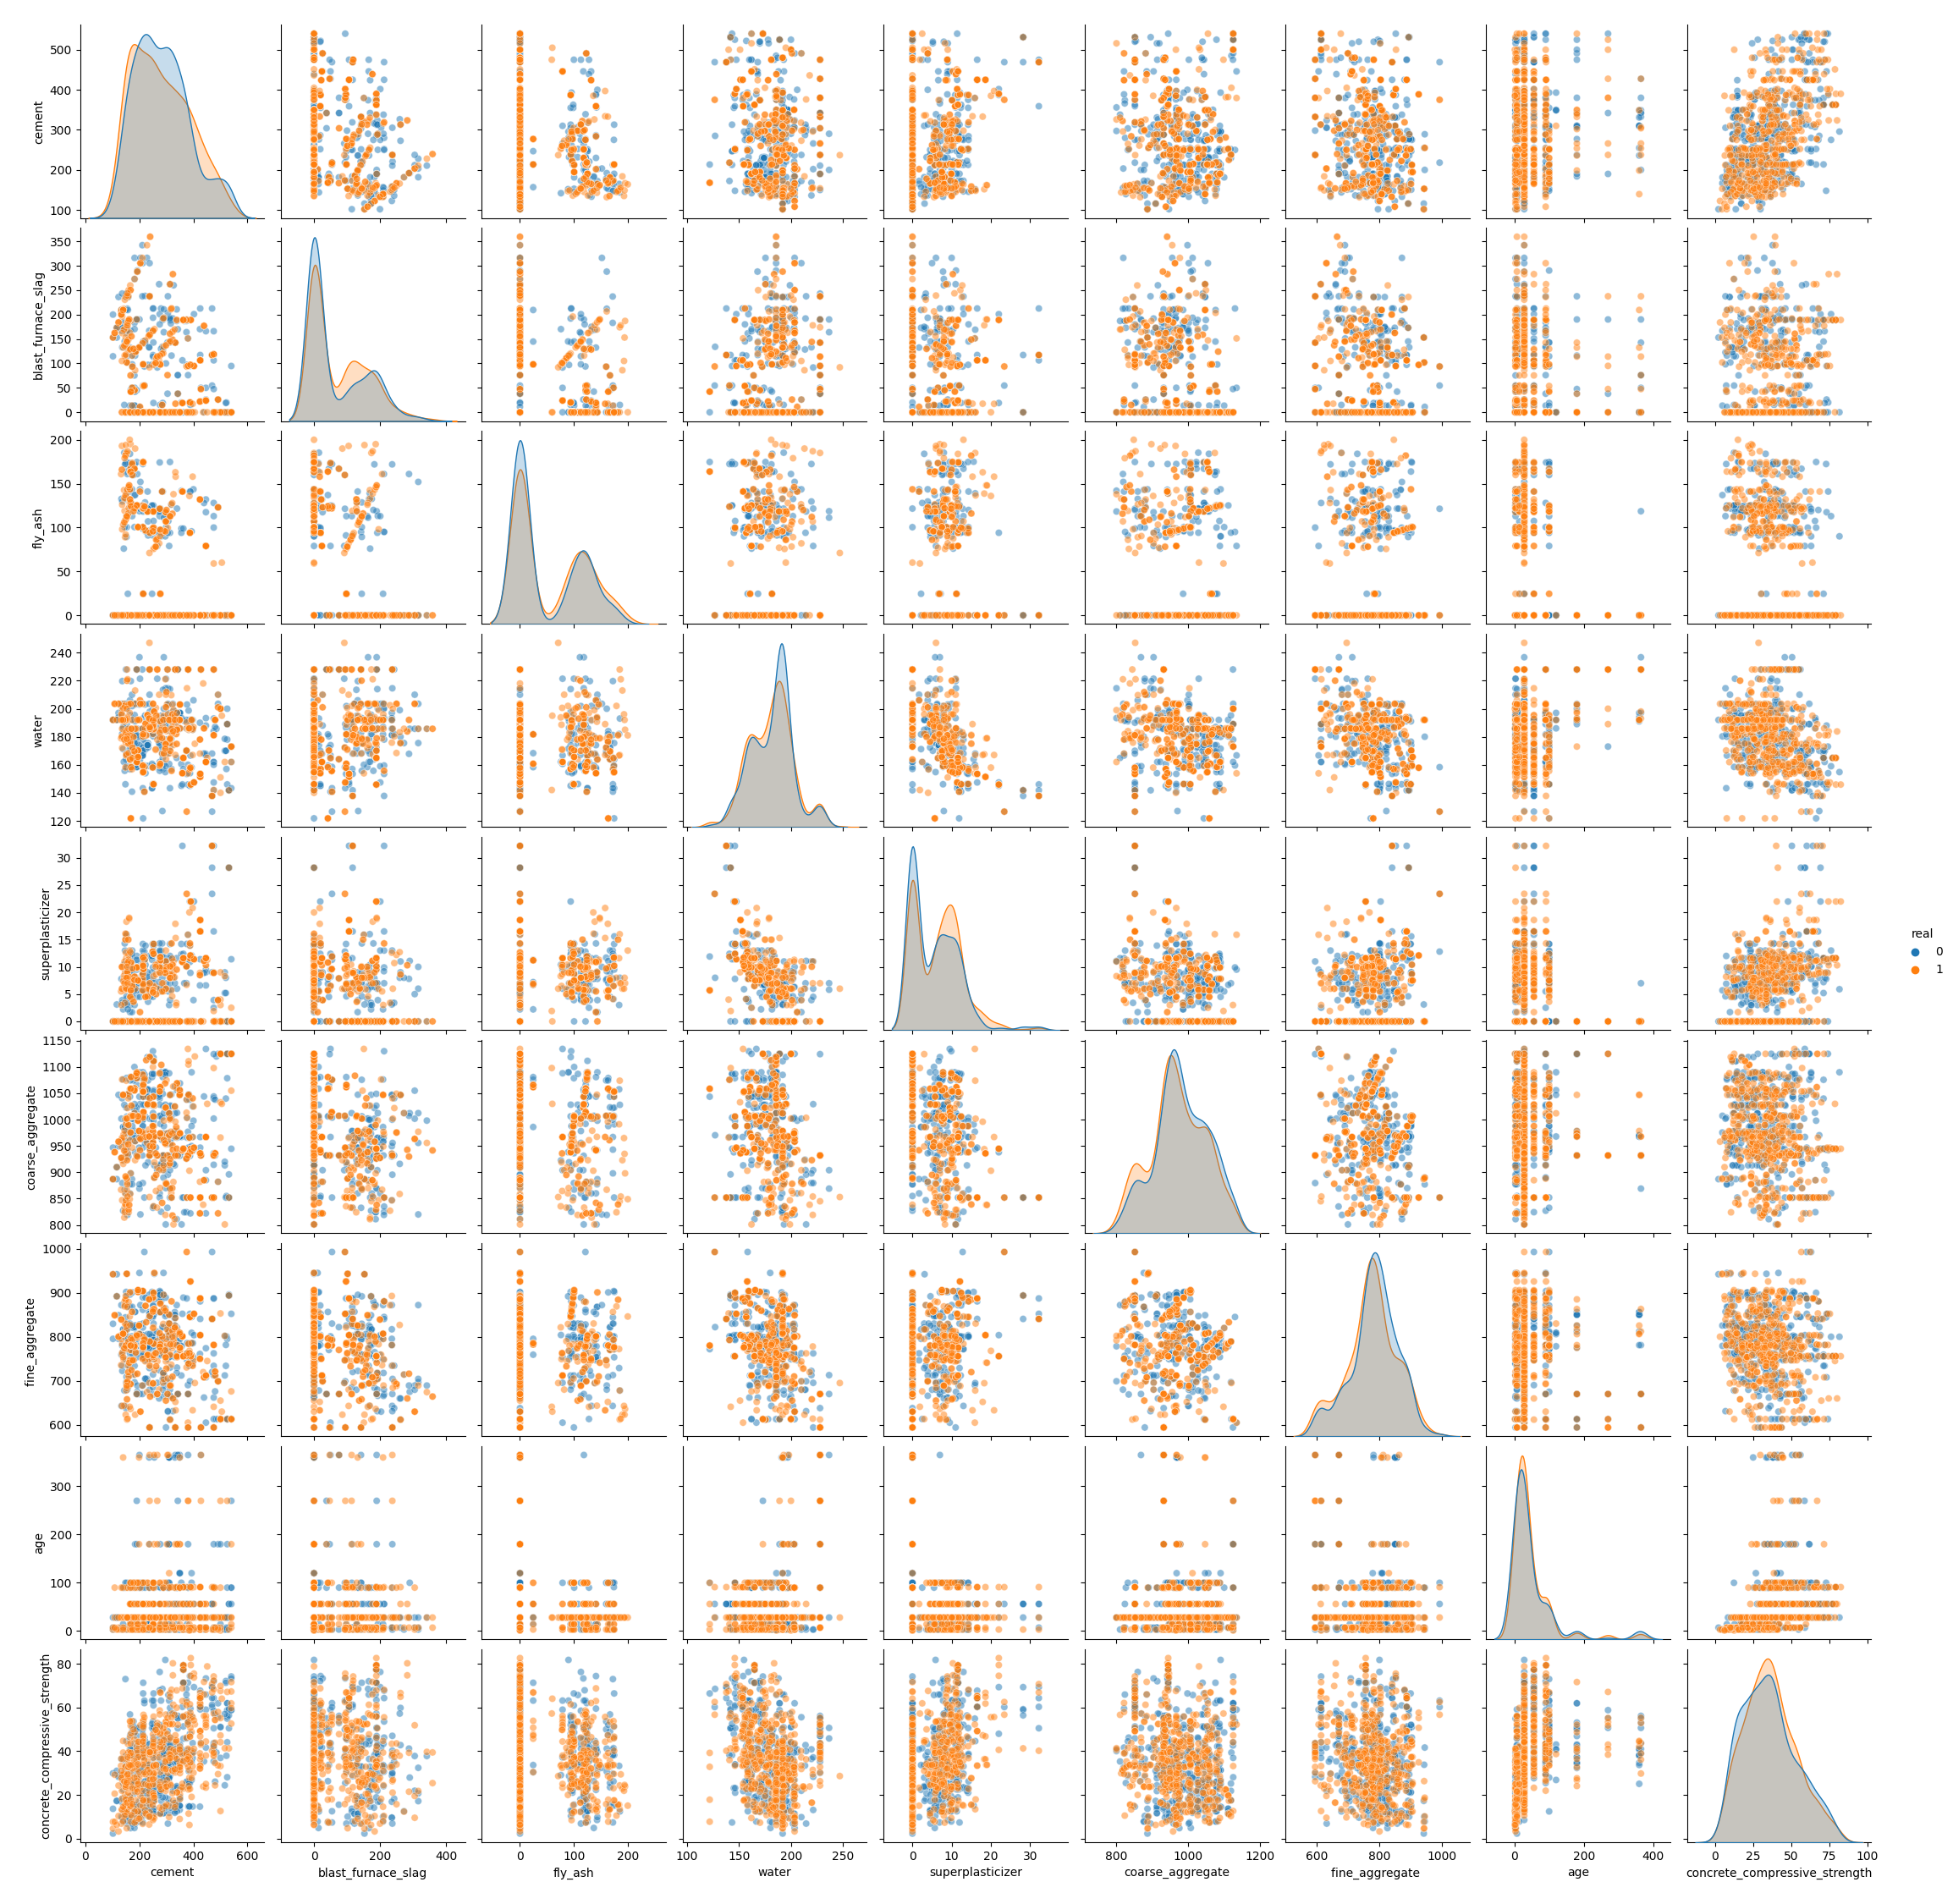 cement
500
400
300
200
100
blast_furnace_slag
350
300
250
200
150
100
50
0
fly_ash
200
150
100
50
0
water
240
220
200
180
160
140
120
superplasticizer
30
25
20
15
10
5
0
real
0
1
coarse_aggregate
1150
1100
1050
1000
950
900
850
800
fine_aggregate
1000
900
800
700
600
age
300
200
100
0
concrete_compressive_strength
80
60
40
20
0
0 200 400 600
0 200 400
0 100 200
100 150 200 250
0 10 20 30
800 1000 1200
600 800 1000
0 200 400
0 25 50 75 100
cement blast_furnace_slag fly_ash water superplasticizer coarse_aggregate fine_aggregate age concrete_compressive_strength